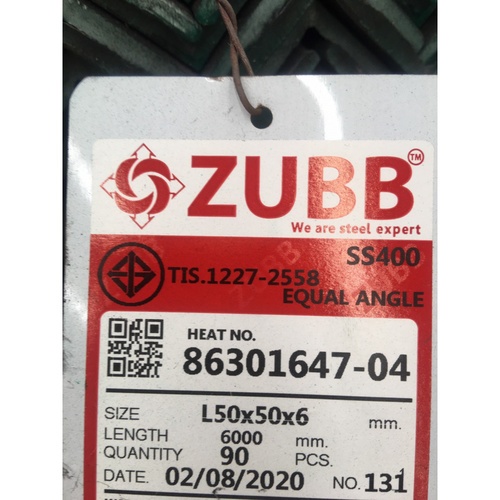 ZUBB TM
We are steel expert
SS400
TIS.1227-2558
EQUAL ANGLE
HEAT NO.
86301647-04
SIZE L50x50x6 mm.
LENGTH 6000 mm.
QUANTITY 90 PCS.
DATE. 02/08/2020 NO. 131